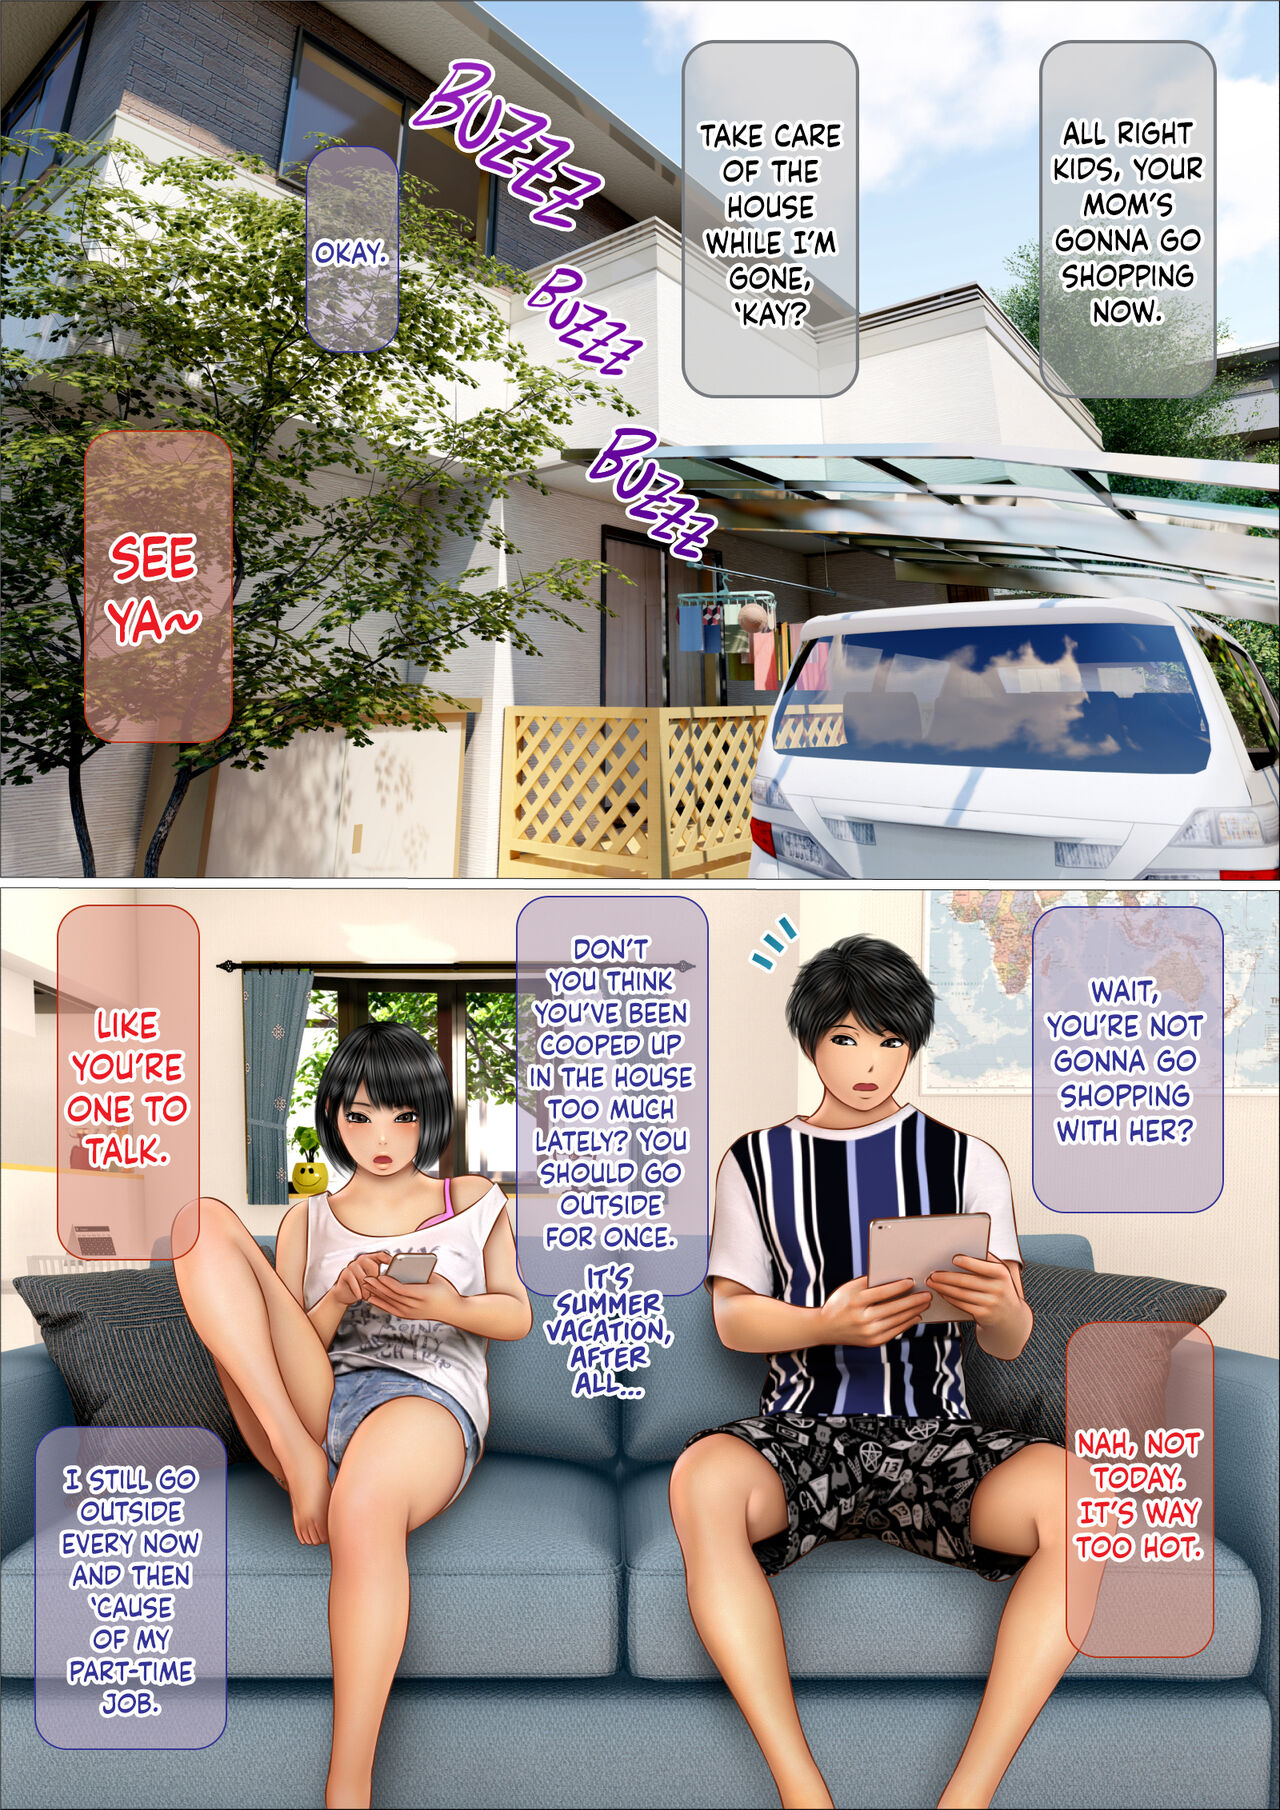 ALL RIGHT
KIDS, YOUR
MOM'S
GONNA GO
SHOPPING
NOW.
TAKE CARE
OF THE
HOUSE
WHILE I'M
GONE,
'KAY?
BUZZZ
BUZZZ
BUZZZ
OKAY.
SEE
YA~
WAIT,
YOU'RE NOT
GONNA GO
SHOPPING
WITH HER?
NAH, NOT
TODAY.
IT'S WAY
TOO HOT.
DON'T
YOU THINK
YOU'VE BEEN
COOPED UP
IN THE HOUSE
TOO MUCH
LATELY? YOU
SHOULD GO
OUTSIDE
FOR ONCE.
IT'S
SUMMER
VACATION,
AFTER
ALL...
LIKE
YOU'RE
ONE TO
TALK.
I STILL GO
OUTSIDE
EVERY NOW
AND THEN
'CAUSE
OF MY
PART-TIME
JOB.
13